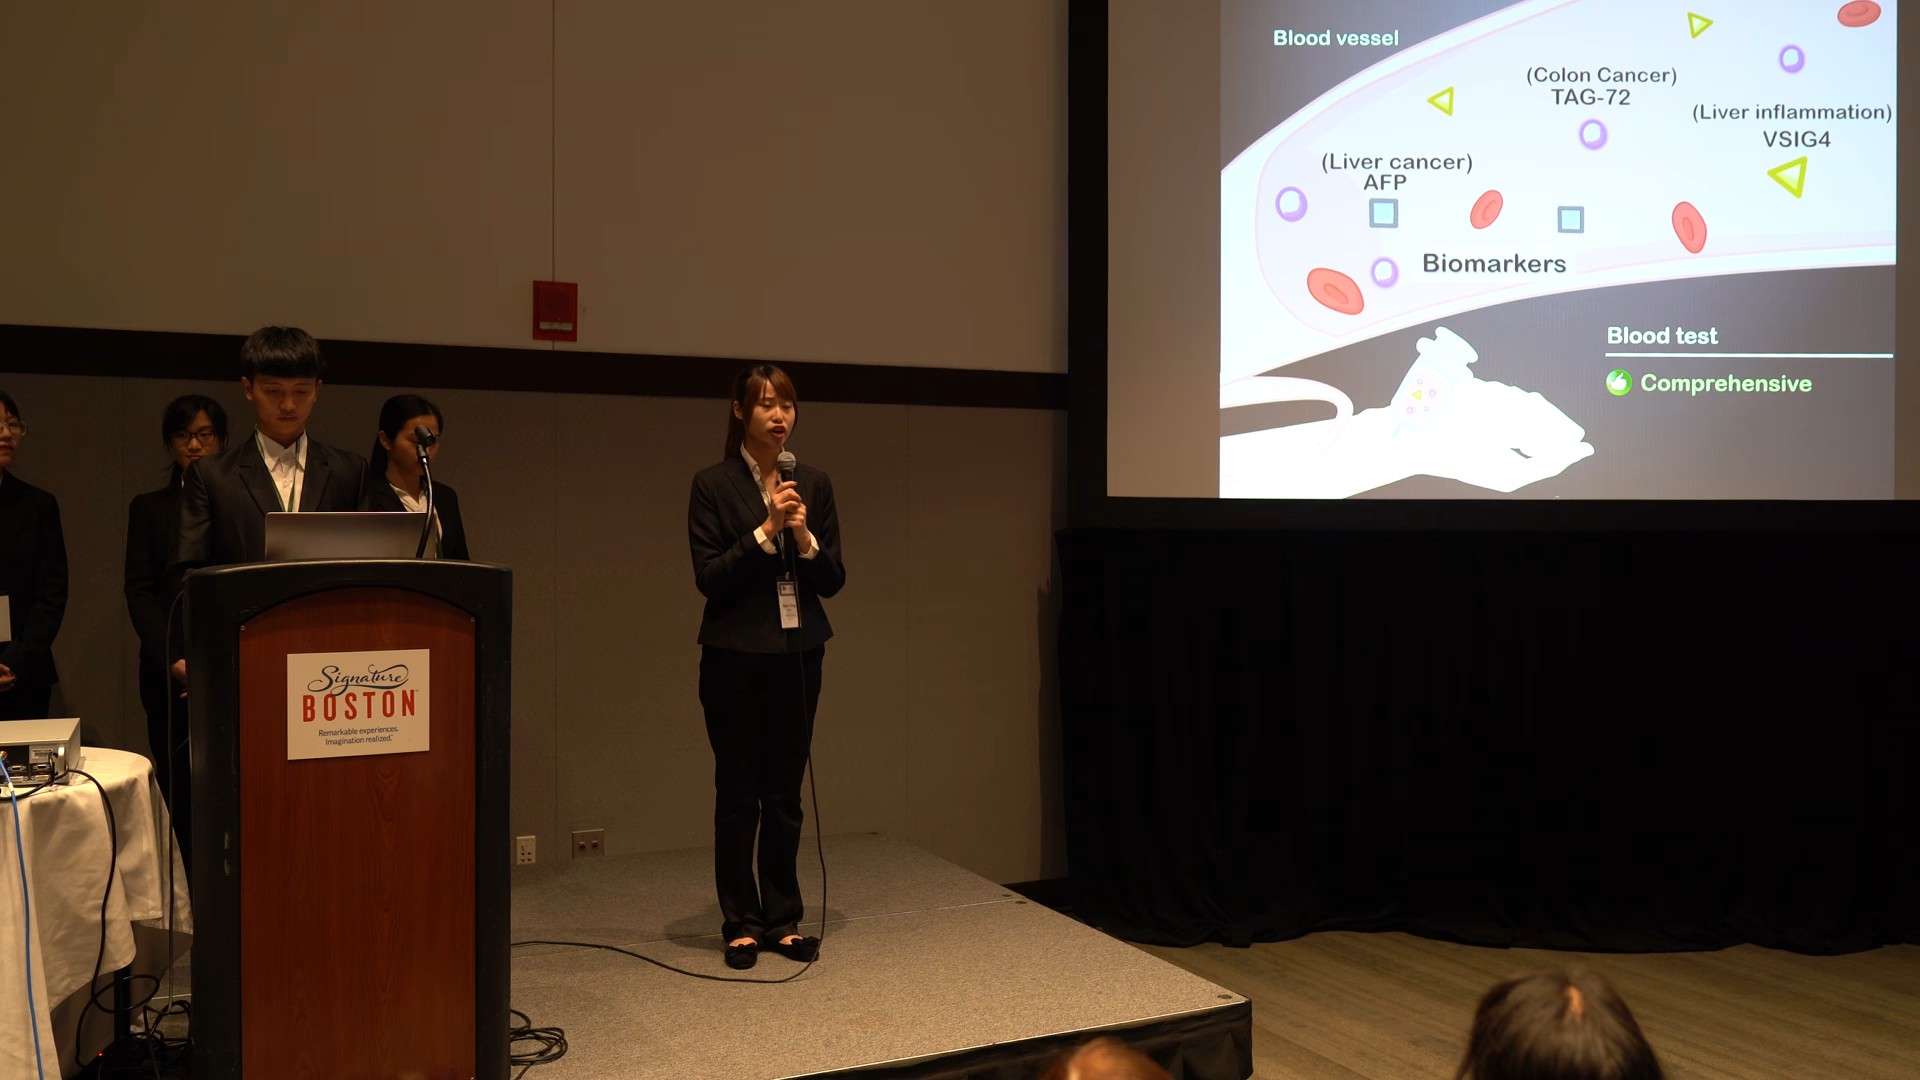 Blood vessel
(Colon Cancer)
TAG-72
(Liver inflammation)
VSIG4
(Liver cancer)
AFP
Biomarkers
Blood test
Comprehensive
Signature
BOSTON
Remarkable experiences.
Imagination realized.